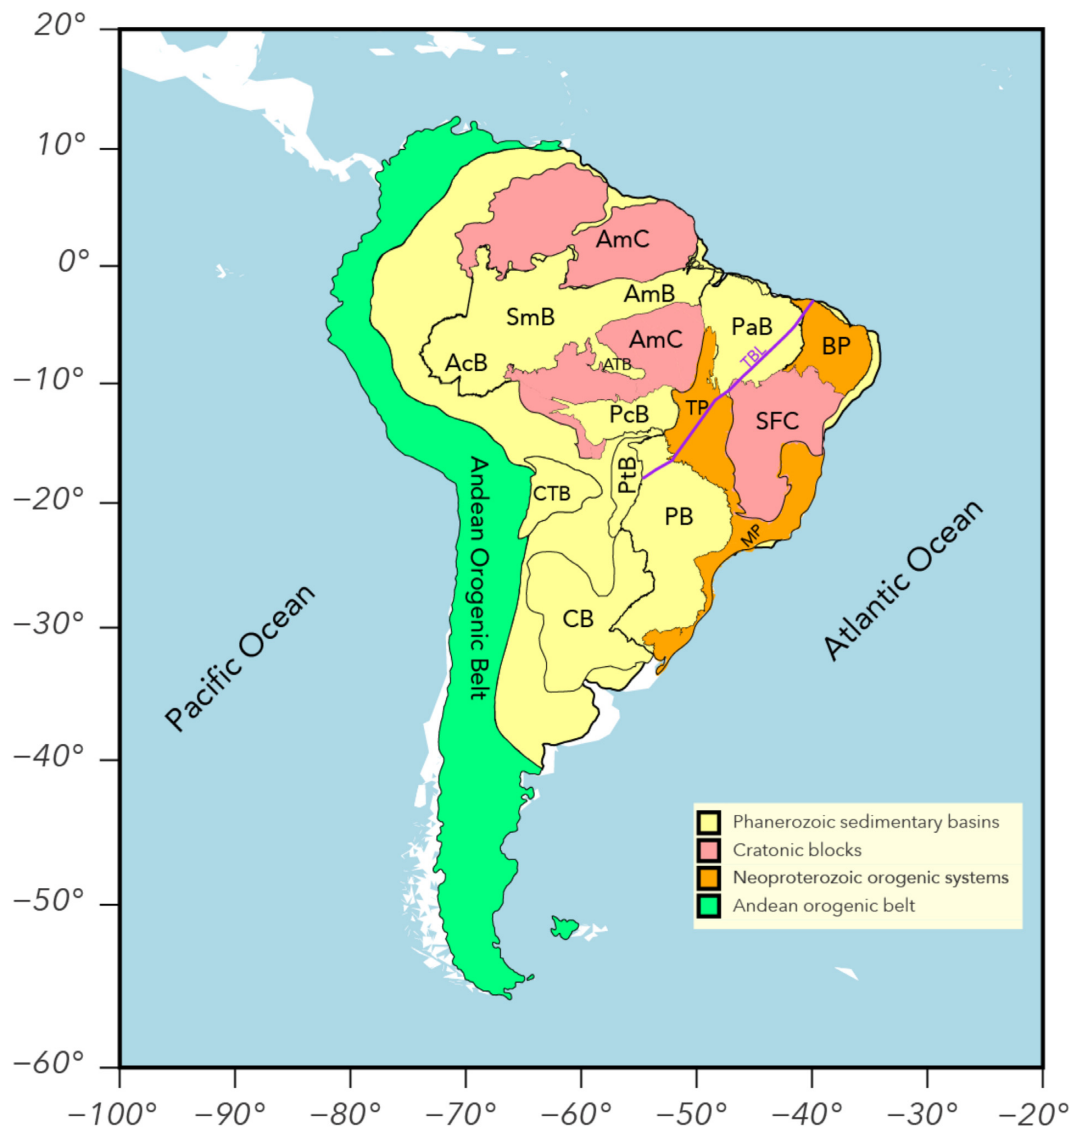 20°
10°
0°
−10°
−20°
−30°
−40°
−50°
−60°
AmC
AmB
SmB
AmC
PaB
TBL
BP
AcB
ATB
PcB
TP
SFC
PtB
CTB
PB
MP
CB
Andean Orogenic Belt
Pacific Ocean
Atlantic Ocean
Phanerozoic sedimentary basins
Cratonic blocks
Neoproterozoic orogenic systems
Andean orogenic belt
−100° −90° −80° −70° −60° −50° −40° −30° −20°